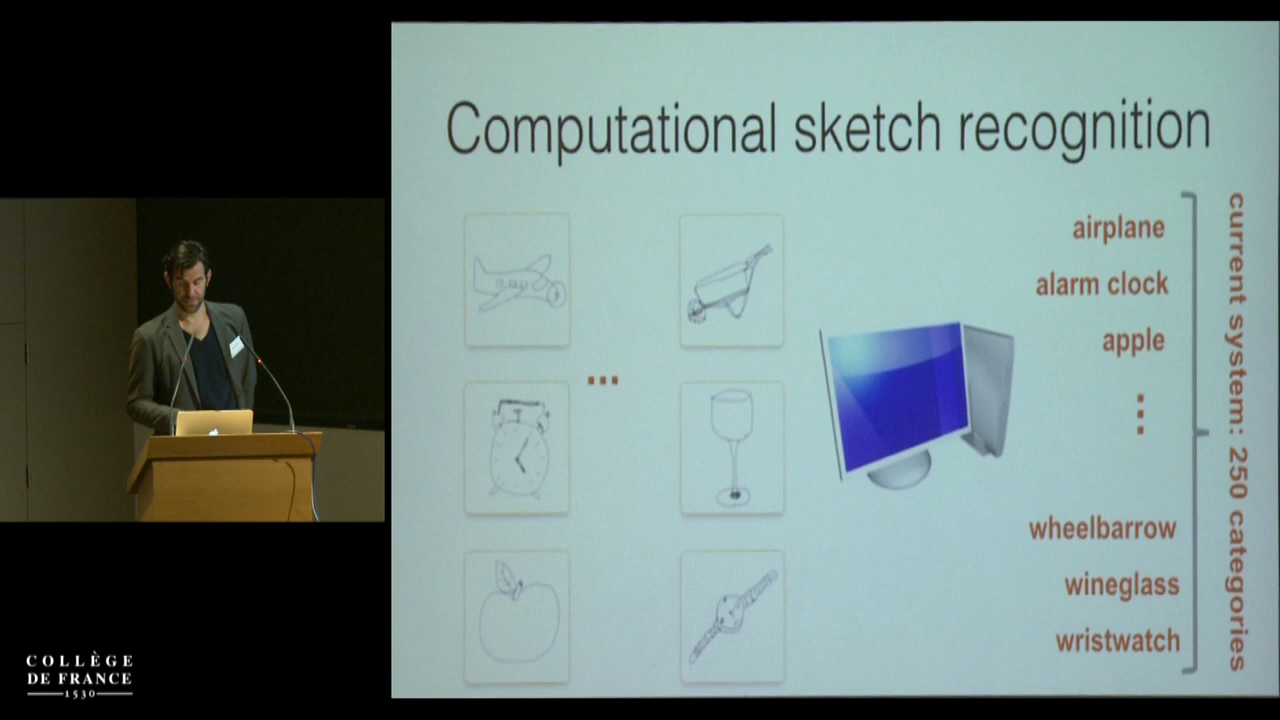 Computational sketch recognition
airplane
alarm clock
apple
wheelbarrow
wineglass
wristwatch
current system: 250 categories
COLLÈGE
DE FRANCE
1530